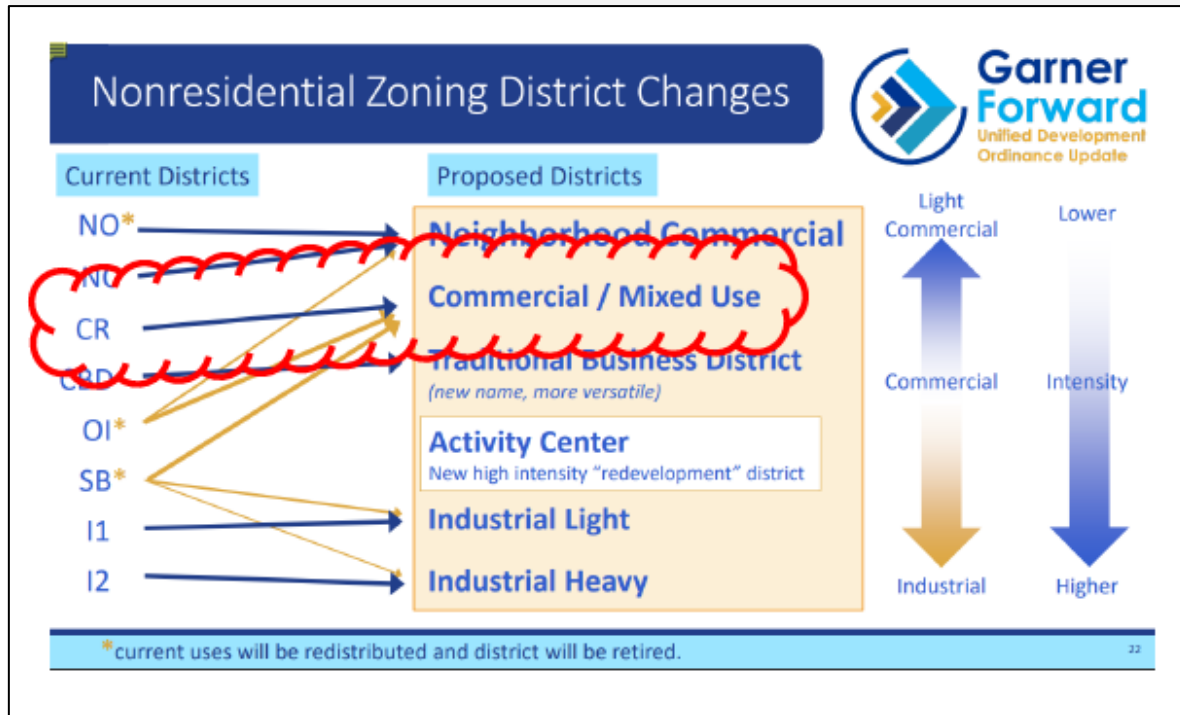 Nonresidential Zoning District Changes
Garner
Forward
Unified Development
Ordinance Update
Current Districts
Proposed Districts
NO*
NC
CR
CBD
OI*
SB*
I1
I2
Neighborhood Commercial
Commercial / Mixed Use
Traditional Business District
(new name, more versatile)
Activity Center
New high intensity “redevelopment” district
Industrial Light
Industrial Heavy
Light
Commercial
Commercial
Industrial
Lower
Intensity
Higher
*current uses will be redistributed and district will be retired.
22